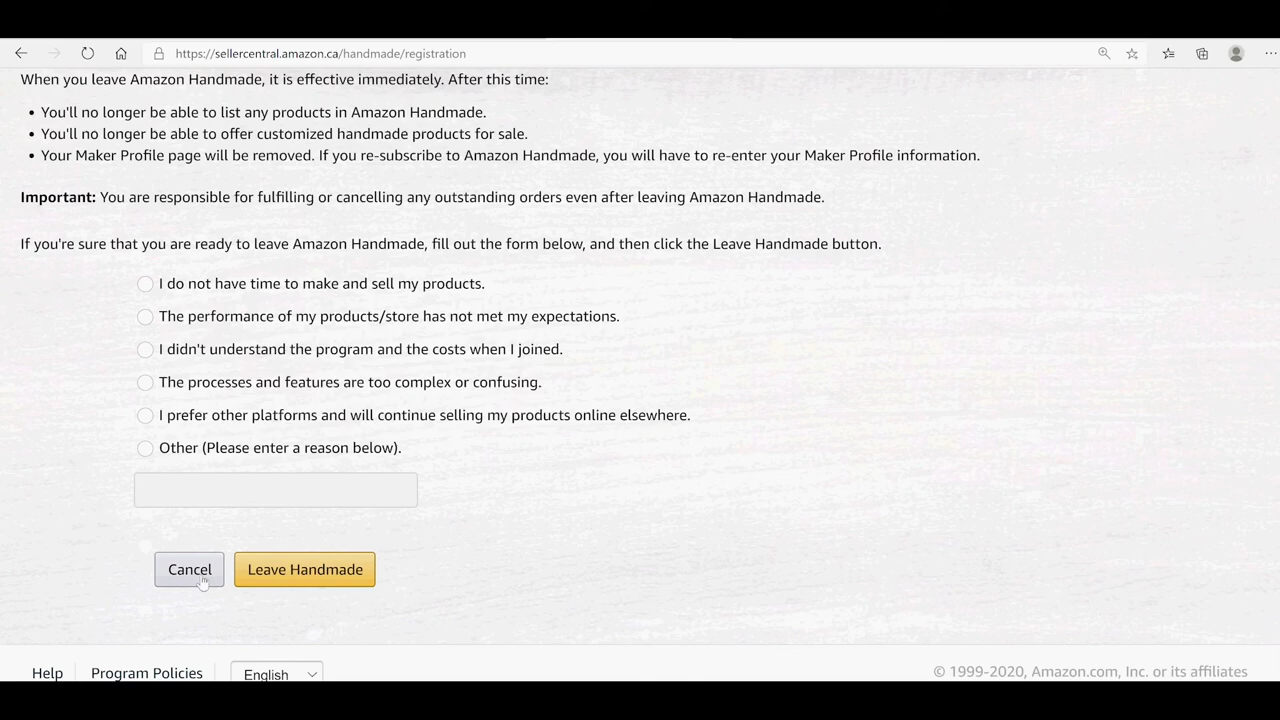 https://sellercentral.amazon.ca/handmade/registration
When you leave Amazon Handmade, it is effective immediately. After this time:
• You'll no longer be able to list any products in Amazon Handmade.
• You'll no longer be able to offer customized handmade products for sale.
• Your Maker Profile page will be removed. If you re-subscribe to Amazon Handmade, you will have to re-enter your Maker Profile information.
Important: You are responsible for fulfilling or cancelling any outstanding orders even after leaving Amazon Handmade.
If you're sure that you are ready to leave Amazon Handmade, fill out the form below, and then click the Leave Handmade button.
I do not have time to make and sell my products.
The performance of my products/store has not met my expectations.
I didn't understand the program and the costs when I joined.
The processes and features are too complex or confusing.
I prefer other platforms and will continue selling my products online elsewhere.
Other (Please enter a reason below).
Cancel Leave Handmade
Help Program Policies English © 1999-2020, Amazon.com, Inc. or its affiliates